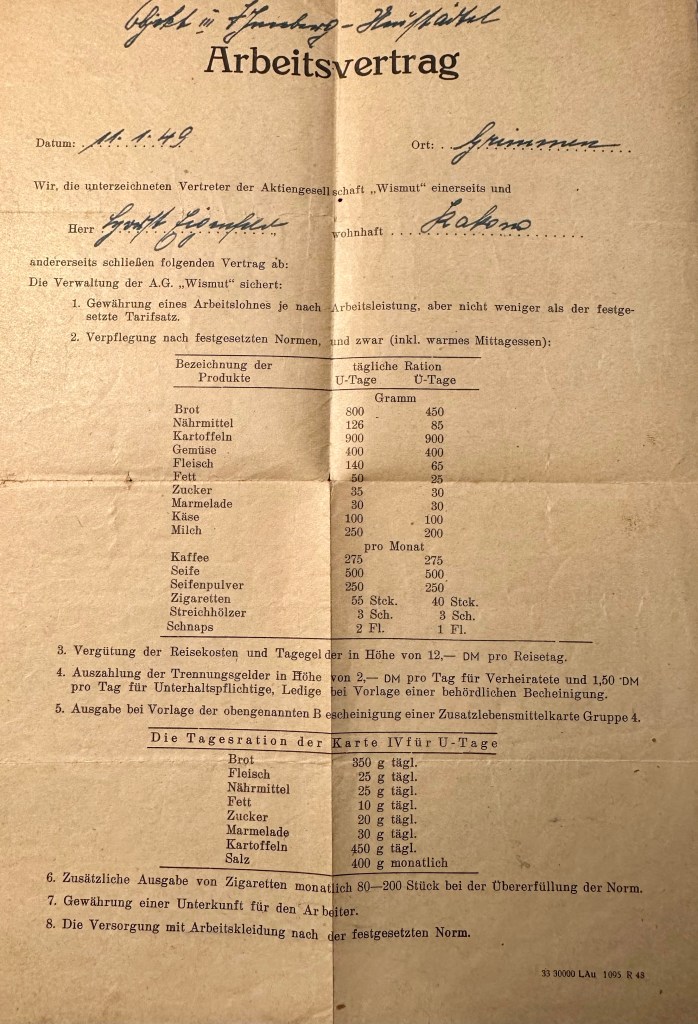 Objekt III Schneeberg-Neustädtel
Arbeitsvertrag
Datum: 11.1.49 Ort: Grimmen
Wir, die unterzeichneten Vertreter der Aktiengesellschaft „Wismut" einerseits und
Herr Horst wohnhaft
andererseits schließen folgenden Vertrag ab:
Die Verwaltung der A.G. „Wismut" sichert:
1. Gewährung eines Arbeitslohnes je nach Arbeitsleistung, aber nicht weniger als der festge-
setzte Tarifsatz.
2. Verpflegung nach festgesetzten Normen, und zwar (inkl. warmes Mittagessen):
Bezeichnung der tägliche Ration
Produkte U-Tage Ü-Tage
Gramm
Brot 800 450
Nährmittel 126 85
Kartoffeln 900 900
Gemüse 400 400
Fleisch 140 65
Fett 50 25
Zucker 35 30
Marmelade 30 30
Käse 100 100
Milch 250 200
pro Monat
Kaffee 275 275
Seife 500 500
Seifenpulver 250 250
Zigaretten 55 Stck. 40 Stck.
Streichhölzer 3 Sch. 3 Sch.
Schnaps 2 Fl. 1 Fl.
3. Vergütung der Reisekosten und Tagegelder in Höhe von 12,— DM pro Reisetag.
4. Auszahlung der Trennungsgelder in Höhe von 2,— DM pro Tag für Verheiratete und 1,50 DM
pro Tag für Unterhaltspflichtige, Ledige bei Vorlage einer behördlichen Becheinigung.
5. Ausgabe bei Vorlage der obengenannten Bescheinigung einer Zusatzlebensmittelkarte Gruppe 4.
Die Tagesration der Karte IV für U-Tage
Brot 350 g tägl.
Fleisch 25 g tägl.
Nährmittel 25 g tägl.
Fett 10 g tägl.
Zucker 20 g tägl.
Marmelade 30 g tägl.
Kartoffeln 450 g tägl.
Salz 400 g monatlich
6. Zusätzliche Ausgabe von Zigaretten monatlich 80—200 Stück bei der Übererfüllung der Norm.
7. Gewährung einer Unterkunft für den Arbeiter.
8. Die Versorgung mit Arbeitskleidung nach der festgesetzten Norm.
33 30000 LAu 1095 R 48